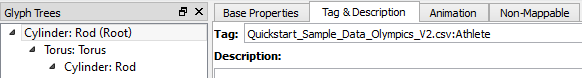 Glyph Trees
Cylinder: Rod (Root)
Torus: Torus
Cylinder: Rod
Base Properties
Tag & Description
Animation
Non-Mappable
Tag: Quickstart_Sample_Data_Olympics_V2.csv:Athlete
Description: